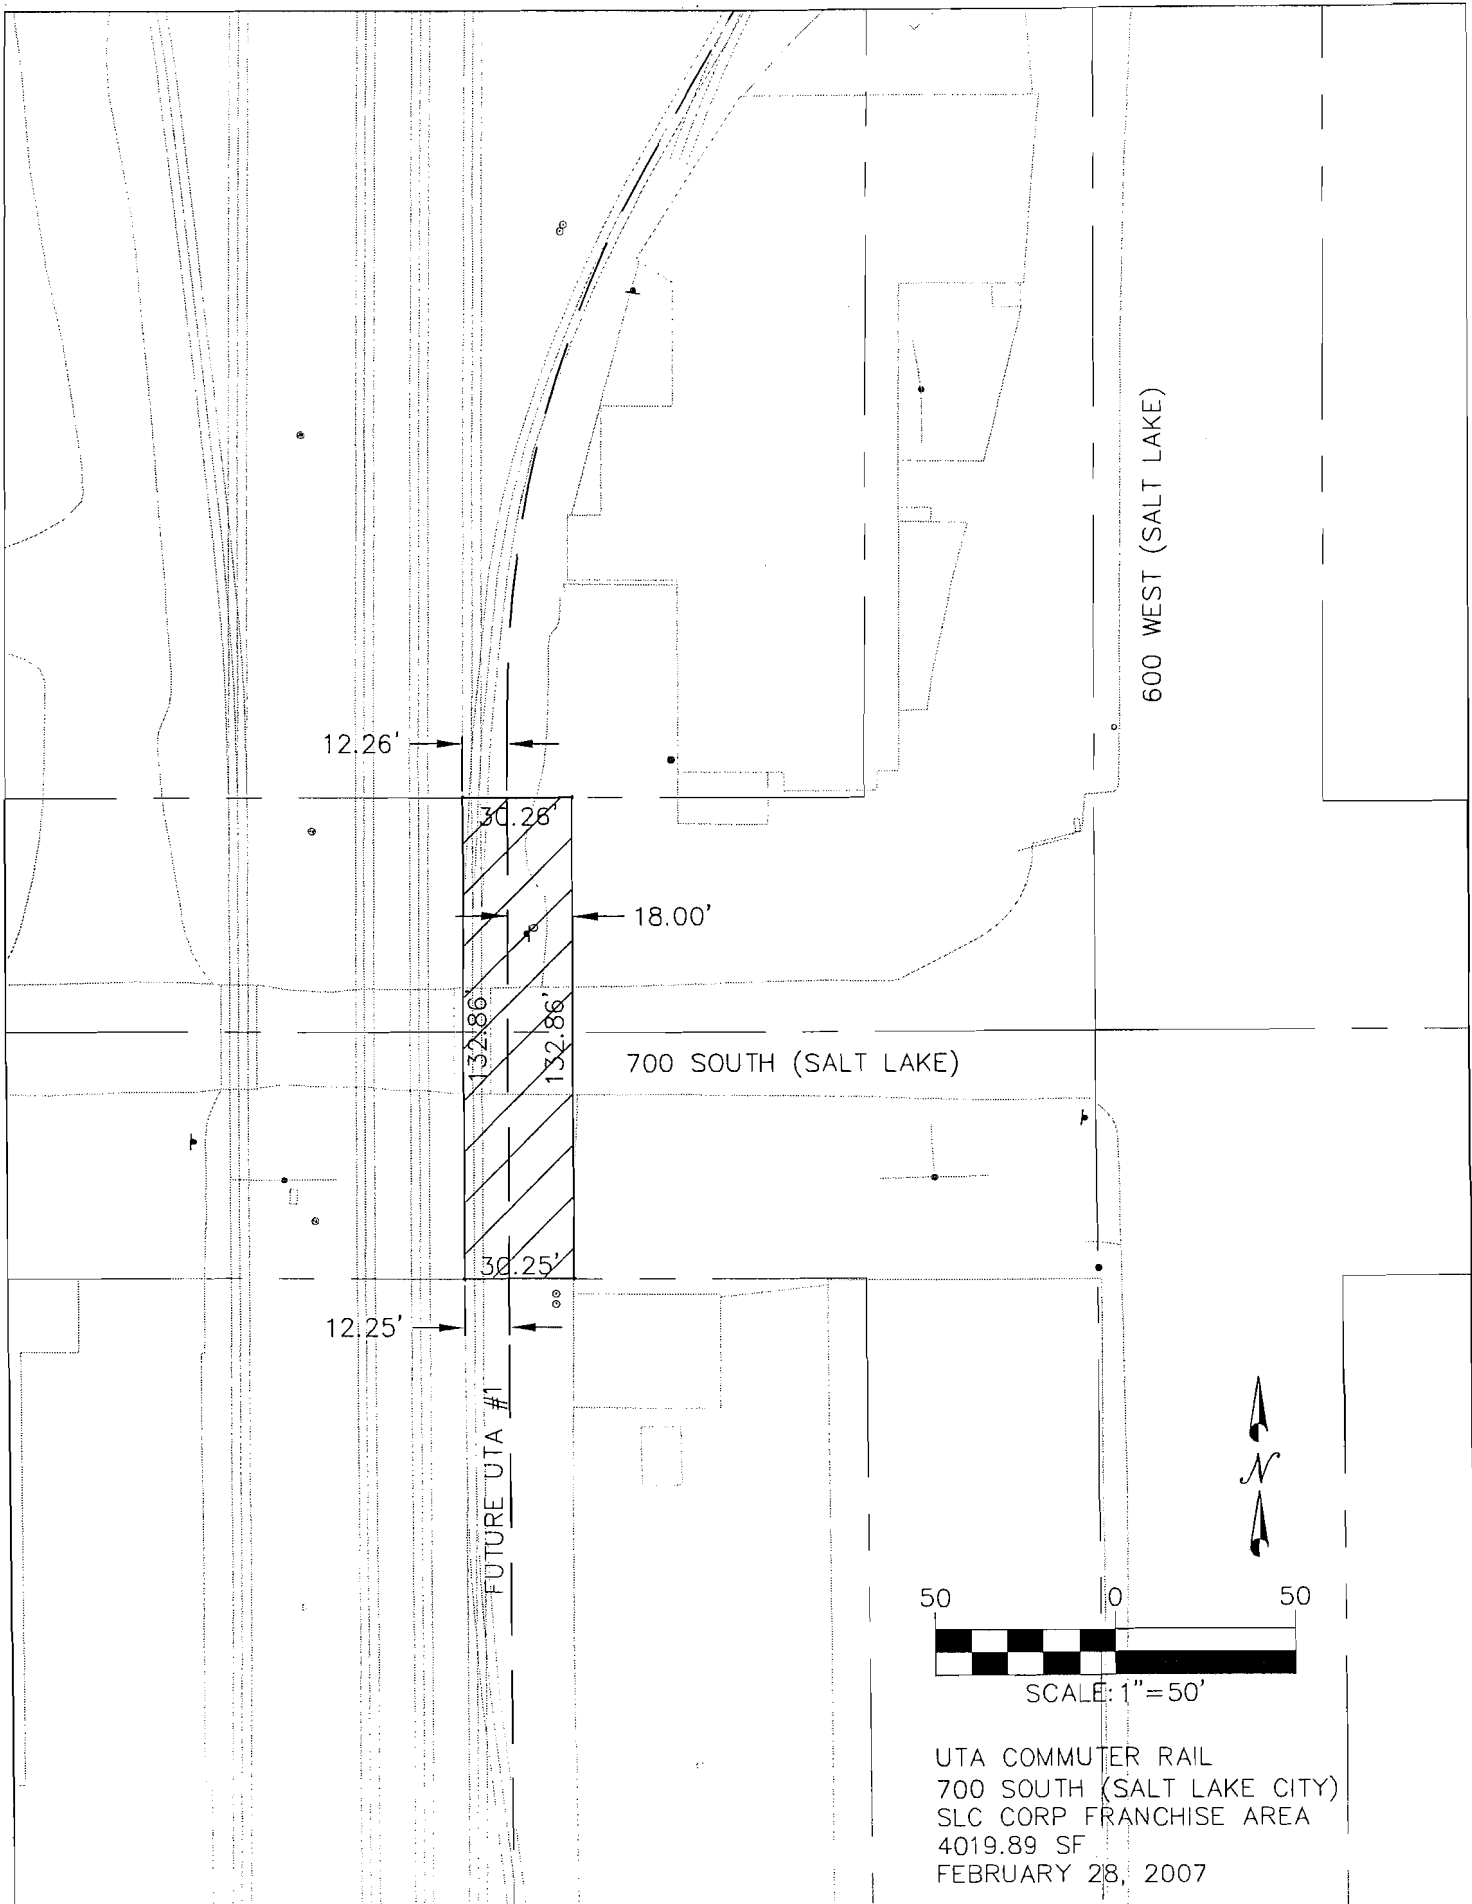 600 WEST (SALT LAKE)
12.26'
30.26'
18.00'
132.86'
132.86'
700 SOUTH (SALT LAKE)
30.25'
12.25'
FUTURE UTA #1
N
50 0 50
SCALE: 1"=50'
UTA COMMUTER RAIL
700 SOUTH (SALT LAKE CITY)
SLC CORP FRANCHISE AREA
4019.89 SF
FEBRUARY 28, 2007